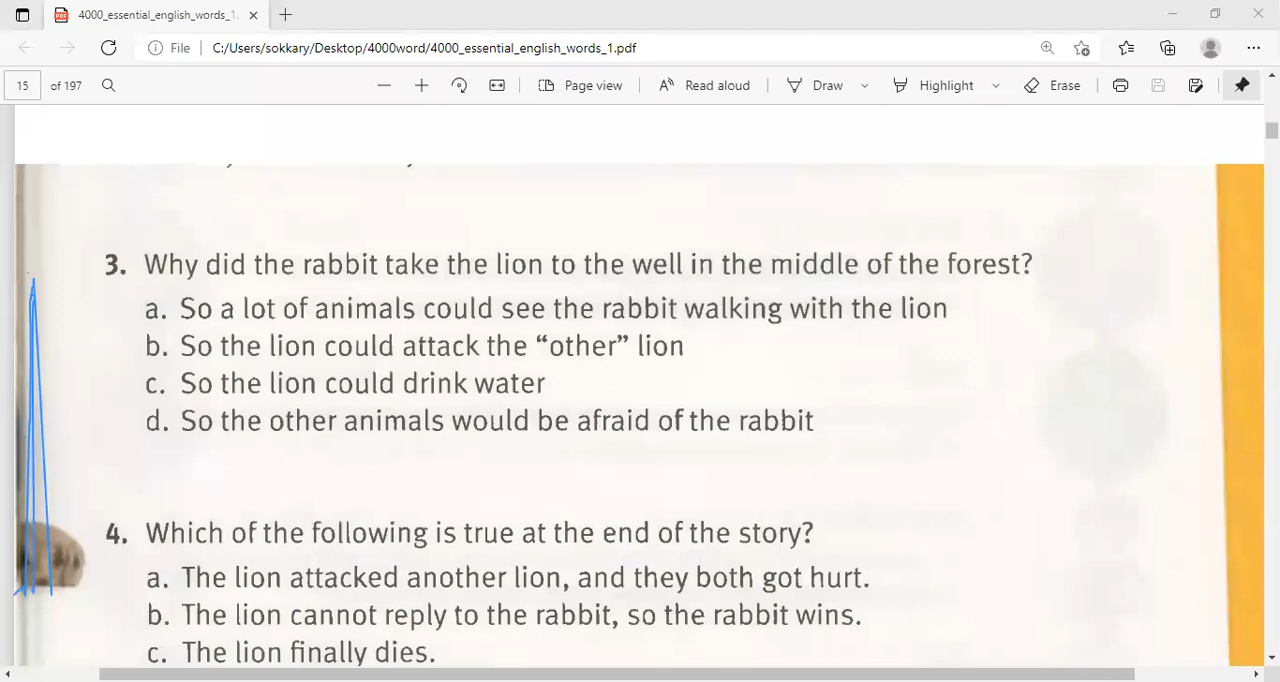 4000_essential_english_words_1.
File C:/Users/sokkary/Desktop/4000word/4000_essential_english_words_1.pdf
15 of 197 Page view Read aloud Draw Highlight Erase
3. Why did the rabbit take the lion to the well in the middle of the forest?
a. So a lot of animals could see the rabbit walking with the lion
b. So the lion could attack the “other” lion
c. So the lion could drink water
d. So the other animals would be afraid of the rabbit
4. Which of the following is true at the end of the story?
a. The lion attacked another lion, and they both got hurt.
b. The lion cannot reply to the rabbit, so the rabbit wins.
c. The lion finally dies.